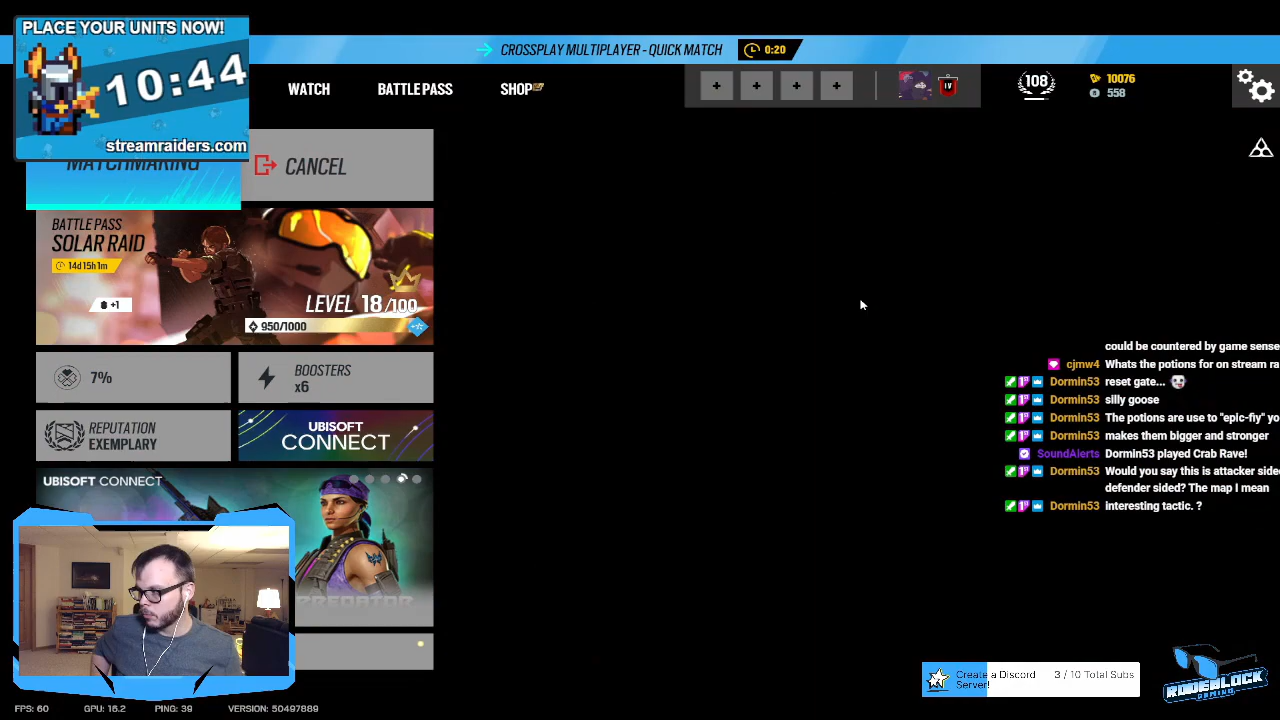 PLACE YOUR UNITS NOW!
10:44
streamraiders.com
CROSSPLAY MULTIPLAYER - QUICK MATCH
0:20
WATCH
BATTLE PASS
SHOP
+ + + +
IV
108
10076
558
MATCHMAKING
CANCEL
BATTLE PASS
SOLAR RAID
14d15h1m
+1
LEVEL 18/100
950/1000
7%
BOOSTERS
x6
REPUTATION
EXEMPLARY
UBISOFT
CONNECT
UBISOFT CONNECT
PREDATOR
could be countered by game sense
cjmw4 Whats the potions for on stream ra
Dormin53 reset gate...
Dormin53 silly goose
Dormin53 The potions are use to "epic-fiy" yo
Dormin53 makes them bigger and stronger
SoundAlerts Dormin53 played Crab Rave!
Dormin53 Would you say this is attacker side
defender sided? The map I mean
Dormin53 interesting tactic. ?
Create a Discord
Server!
3 / 10 Total Subs
RODEBLOCK
GAMING
FPS: 60
GPU: 16.2
PING: 39
VERSION: 50497889